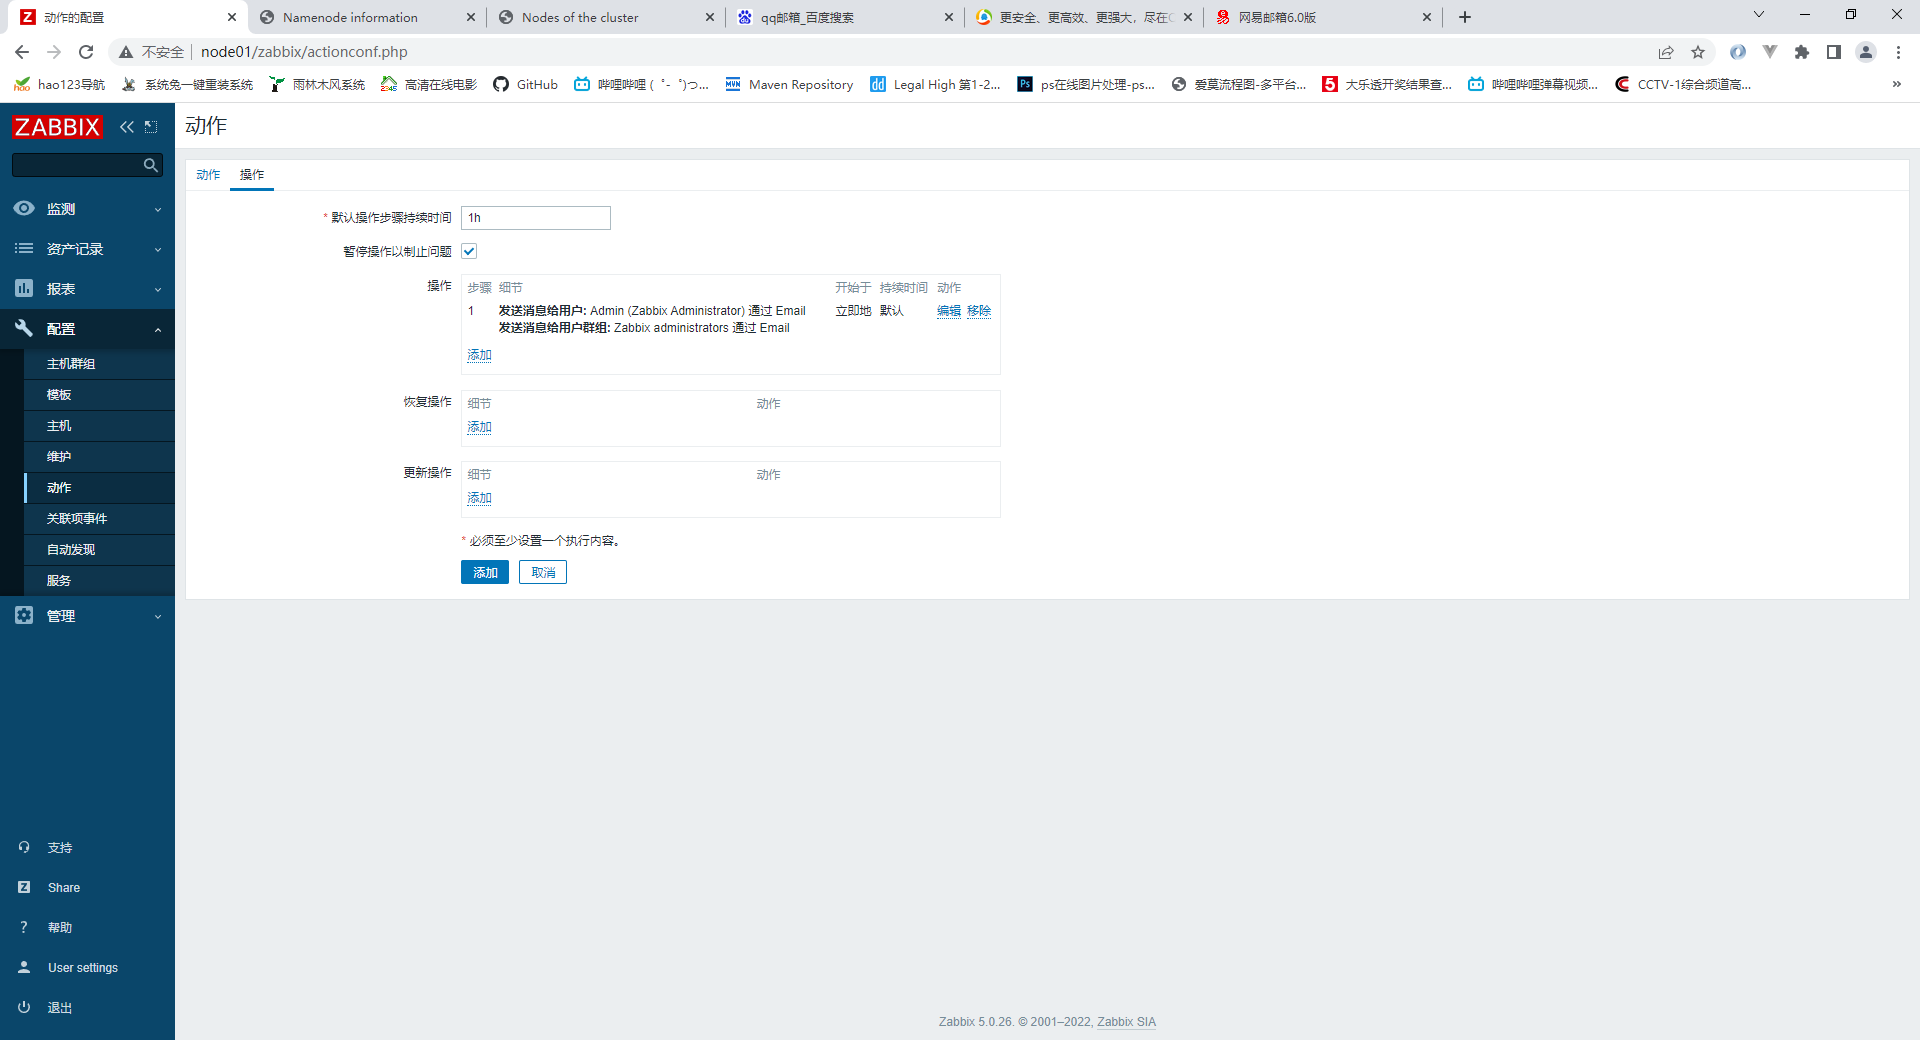 动作的配置
Namenode information
Nodes of the cluster
qq邮箱_百度搜索
更安全、更高效、更强大，尽在
网易邮箱6.0版
不安全 node01/zabbix/actionconf.php
hao123导航
系统兔一键重装系统
雨林木风系统
高清在线电影
GitHub
哔哩哔哩 ( ゜- ゜)つ...
Maven Repository
Legal High 第1-2...
ps在线图片处理-ps...
爱莫流程图-多平台...
大乐透开奖结果查...
哔哩哔哩弹幕视频...
CCTV-1综合频道高...
ZABBIX
监测
资产记录
报表
配置
主机群组
模板
主机
维护
动作
关联项事件
自动发现
服务
管理
支持
Share
帮助
User settings
退出
动作
动作 操作
* 默认操作步骤持续时间 1h
暂停操作以制止问题
操作 步骤 细节 开始于 持续时间 动作
1 发送消息给用户: Admin (Zabbix Administrator) 通过 Email 立即地 默认 编辑 移除
发送消息给用户群组: Zabbix administrators 通过 Email
添加
恢复操作 细节 动作
添加
更新操作 细节 动作
添加
* 必须至少设置一个执行内容。
添加 取消
Zabbix 5.0.26. © 2001–2022, Zabbix SIA